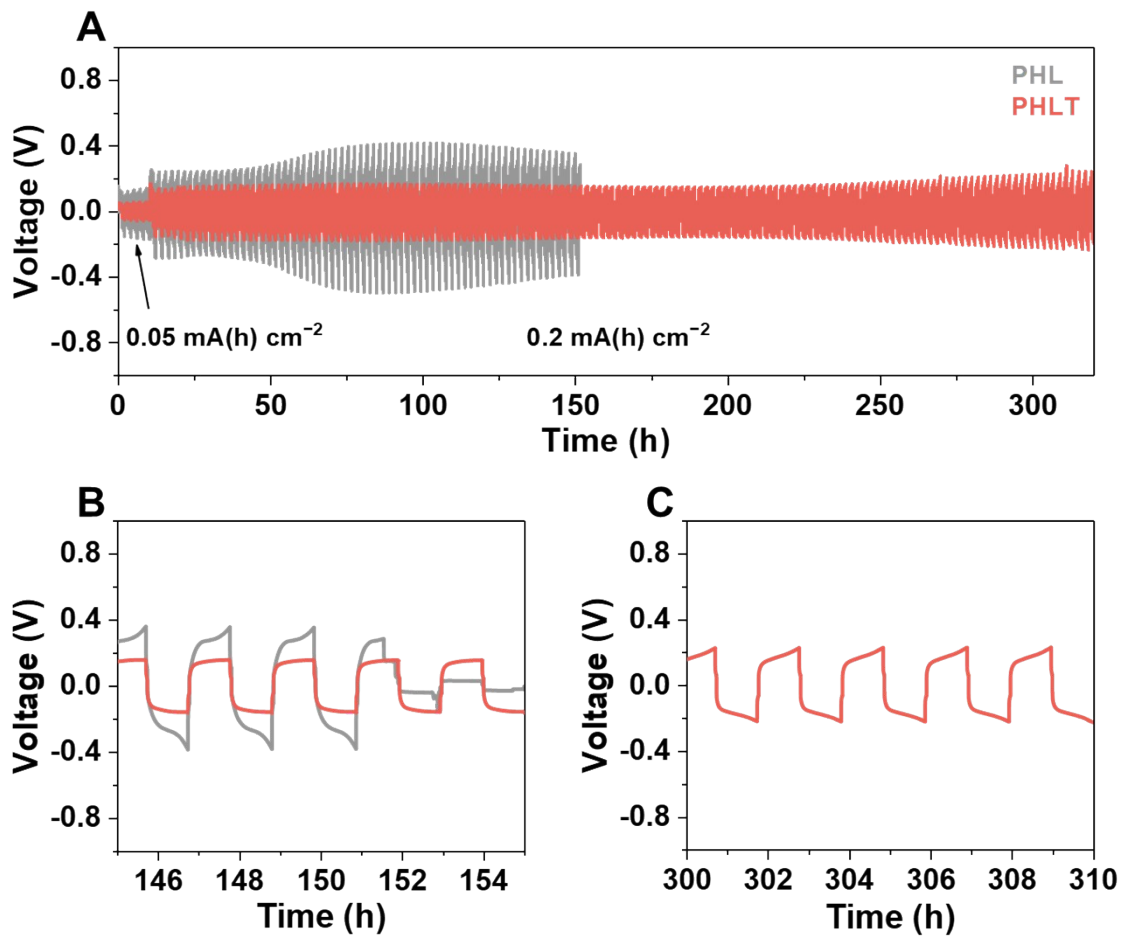 A
0.8
0.4
0.0
-0.4
-0.8
Voltage (V)
PHL
PHLT
0.05 mA(h) cm⁻²
0.2 mA(h) cm⁻²
0 50 100 150 200 250 300
Time (h)
B
0.8
0.4
0.0
-0.4
-0.8
Voltage (V)
146 148 150 152 154
Time (h)
C
0.8
0.4
0.0
-0.4
-0.8
Voltage (V)
300 302 304 306 308 310
Time (h)